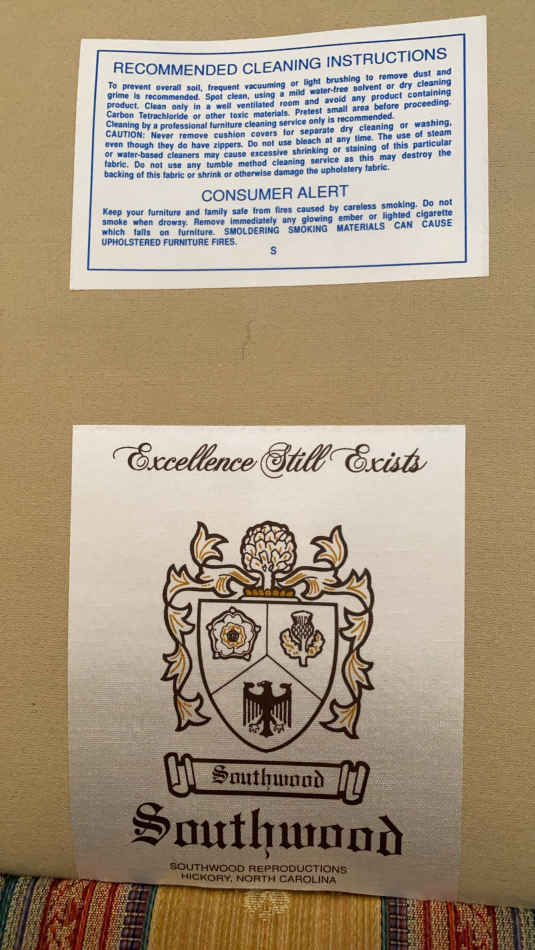 RECOMMENDED CLEANING INSTRUCTIONS
To prevent overall soil, frequent vacuuming or light brushing to remove dust and
grime is recommended. Spot clean, using a mild water-free solvent or dry cleaning
product. Clean only in a well ventilated room and avoid any product containing
Carbon Tetrachloride or other toxic materials. Pretest small area before proceeding.
Cleaning by a professional furniture cleaning service only is recommended.
CAUTION: Never remove cushion covers for separate dry cleaning or washing,
even though they do have zippers. Do not use bleach at any time. The use of steam
or water-based cleaners may cause excessive shrinking or staining of this particular
fabric. Do not use any tumble method cleaning service as this may destroy the
backing of this fabric or shrink or otherwise damage the upholstery fabric.
CONSUMER ALERT
Keep your furniture and family safe from fires caused by careless smoking. Do not
smoke when drowsy. Remove immediately any glowing ember or lighted cigarette
which falls on furniture. SMOLDERING SMOKING MATERIALS CAN CAUSE
UPHOLSTERED FURNITURE FIRES.
S
Excellence Still Exists
Southwood
Southwood
SOUTHWOOD REPRODUCTIONS
HICKORY, NORTH CAROLINA